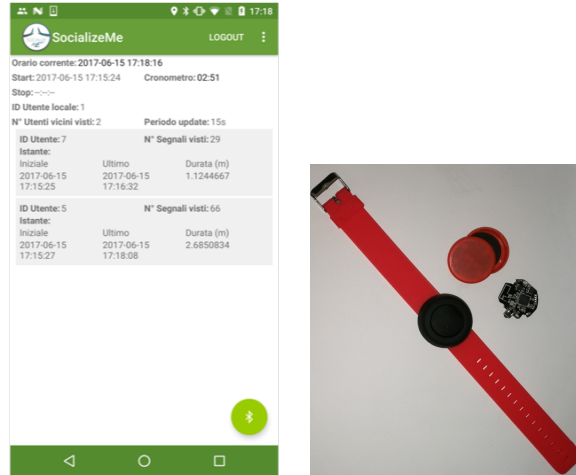 17:18
SocializeMe LOGOUT
Orario corrente: 2017-06-15 17:18:16
Start: 2017-06-15 17:15:24 Cronometro: 02:51
Stop: --:--:--
ID Utente locale: 1
N° Utenti vicini visti: 2 Periodo update: 15s
ID Utente: 7 N° Segnali visti: 29
Istante:
Iniziale Ultimo Durata (m)
2017-06-15 2017-06-15 1.1244667
17:15:25 17:16:32
ID Utente: 5 N° Segnali visti: 66
Istante:
Iniziale Ultimo Durata (m)
2017-06-15 2017-06-15 2.6850834
17:15:27 17:18:08